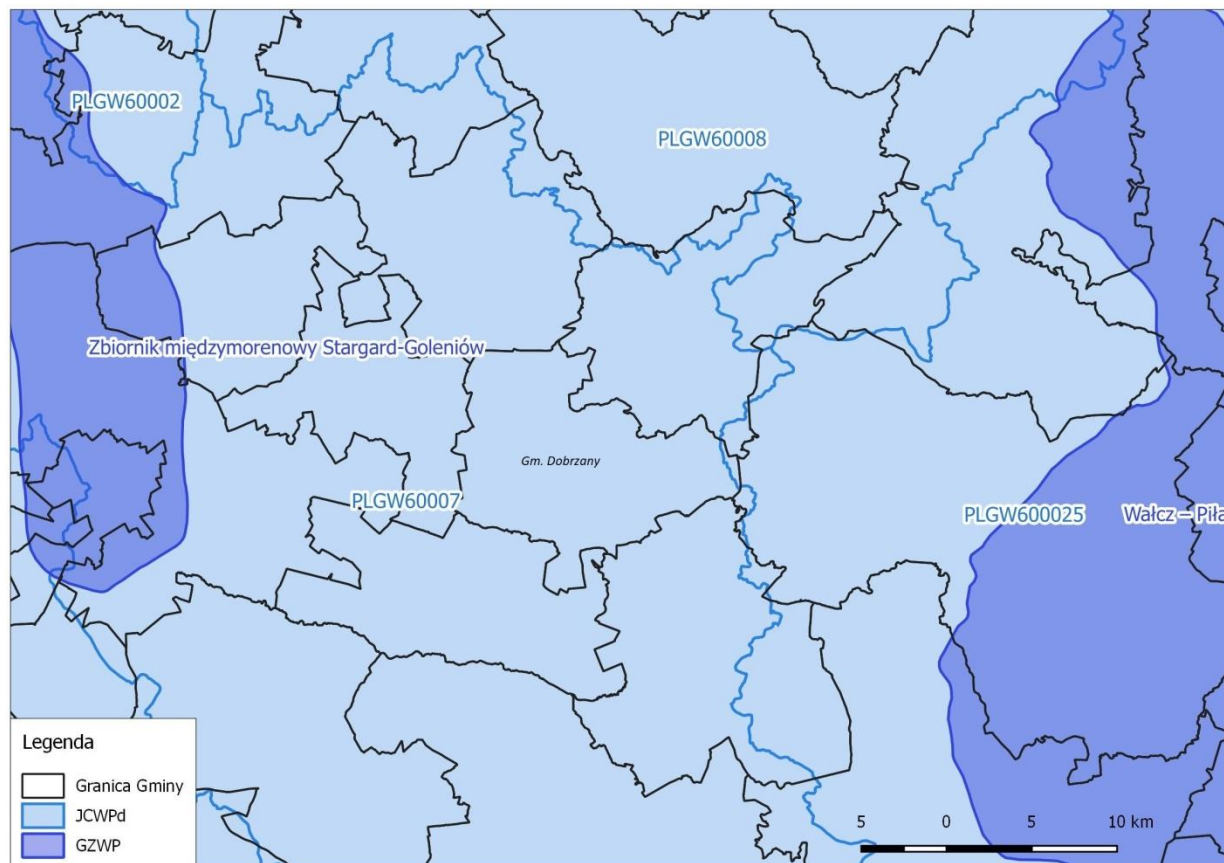 PLGW60002
PLGW60008
Zbiornik międzymorenowy Stargard-Goleniów
Gm. Dobrzany
PLGW60007
PLGW600025
Wałcz – Piła
Legenda
Granica Gminy
JCWPd
GZWP
5 0 5 10 km